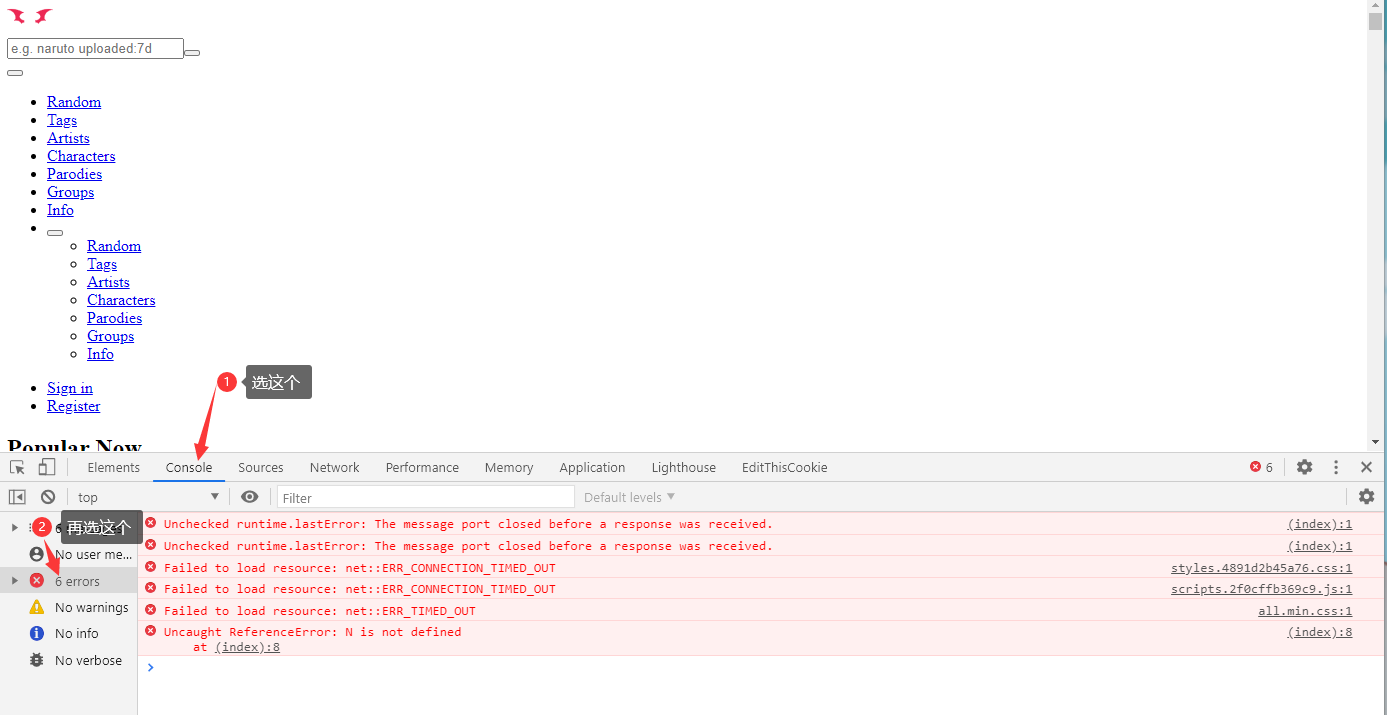 e.g. naruto uploaded:7d
Random
Tags
Artists
Characters
Parodies
Groups
Info
Random
Tags
Artists
Characters
Parodies
Groups
Info
1 选这个
Sign in
Register
Popular Now
Elements Console Sources Network Performance Memory Application Lighthouse EditThisCookie 6
top Filter Default levels
2 再选这个
No user me...
6 errors
No warnings
No info
No verbose
Unchecked runtime.lastError: The message port closed before a response was received. (index):1
Unchecked runtime.lastError: The message port closed before a response was received. (index):1
Failed to load resource: net::ERR_CONNECTION_TIMED_OUT styles.4891d2b45a76.css:1
Failed to load resource: net::ERR_CONNECTION_TIMED_OUT scripts.2f0cffb369c9.js:1
Failed to load resource: net::ERR_TIMED_OUT all.min.css:1
Uncaught ReferenceError: N is not defined (index):8
at (index):8